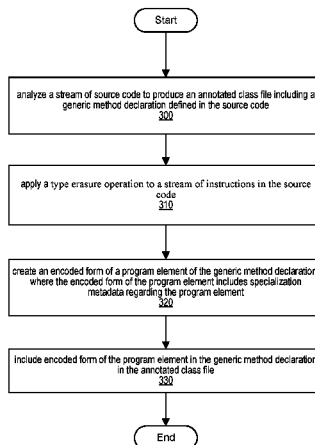 Start
analyze a stream of source code to produce an annotated class file including a
generic method declaration defined in the source code
300
apply a type erasure operation to a stream of instructions in the source
code
310
create an encoded form of a program element of the generic method declaration
where the encoded form of the program element includes specialization
metadata regarding the program element
320
include encoded form of the program element in the generic method declaration
in the annotated class file
330
End